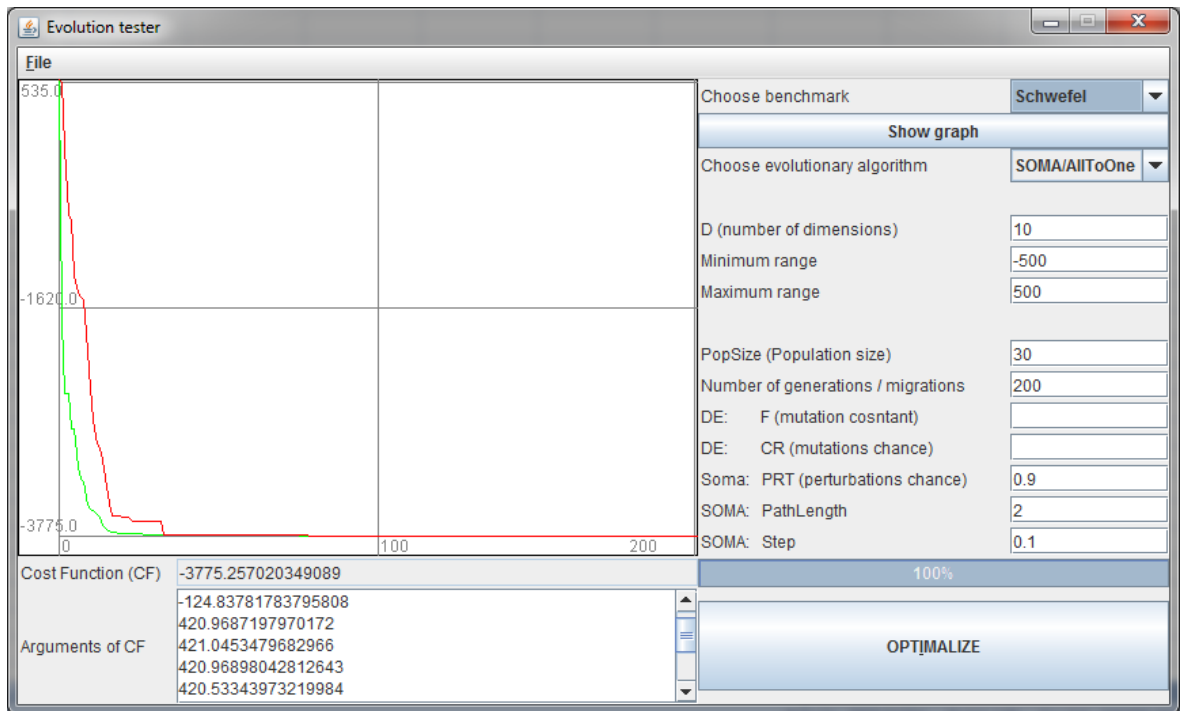 Evolution tester
File
535.0
-1620.0
-3775.0
0 100 200
Choose benchmark Schwefel
Show graph
Choose evolutionary algorithm SOMA/AllToOne
D (number of dimensions) 10
Minimum range -500
Maximum range 500
PopSize (Population size) 30
Number of generations / migrations 200
DE: F (mutation cosntant)
DE: CR (mutations chance)
Soma: PRT (perturbations chance) 0.9
SOMA: PathLength 2
SOMA: Step 0.1
Cost Function (CF) -3775.257020349089
100%
Arguments of CF
-124.83781783795808
420.9687197970172
421.0453479682966
420.96898042812643
420.53343973219984
OPTIMALIZE